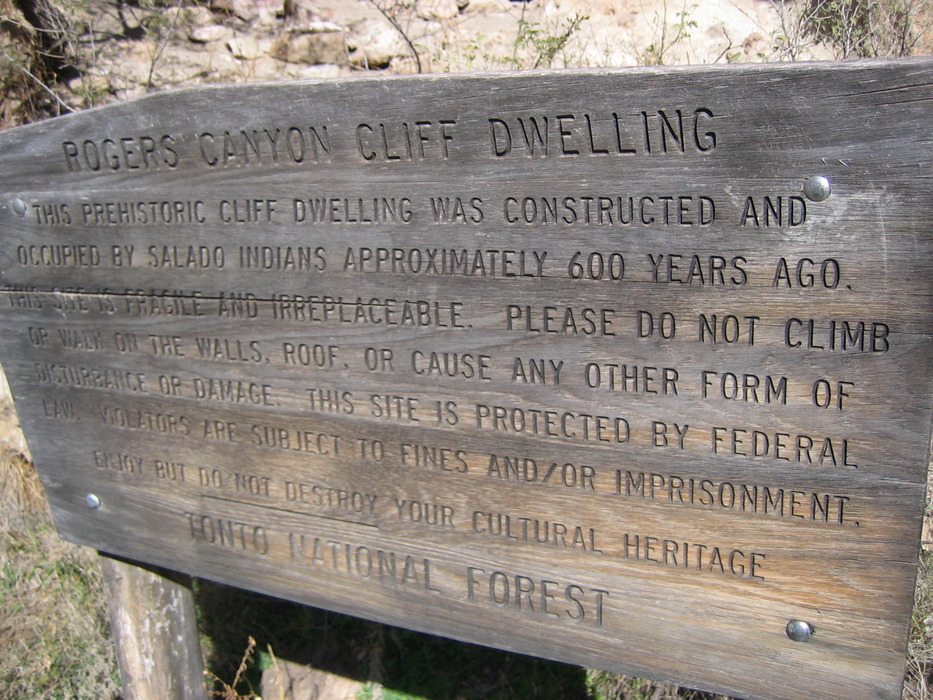 ROGERS CANYON CLIFF DWELLING
THIS PREHISTORIC CLIFF DWELLING WAS CONSTRUCTED AND
OCCUPIED BY SALADO INDIANS APPROXIMATELY 600 YEARS AGO.
THIS SITE IS FRAGILE AND IRREPLACEABLE. PLEASE DO NOT CLIMB
OR WALK ON THE WALLS, ROOF, OR CAUSE ANY OTHER FORM OF
DISTURBANCE OR DAMAGE. THIS SITE IS PROTECTED BY FEDERAL
LAW. VIOLATORS ARE SUBJECT TO FINES AND/OR IMPRISONMENT.
ENJOY BUT DO NOT DESTROY YOUR CULTURAL HERITAGE
TONTO NATIONAL FOREST